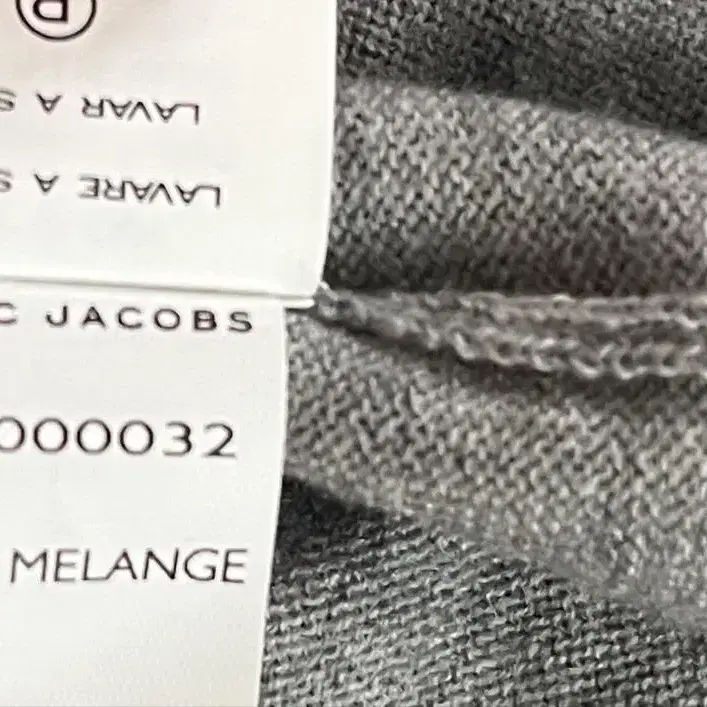 C JACOBS
000032
MELANGE
LAVARE A S
LAVAR A S
P